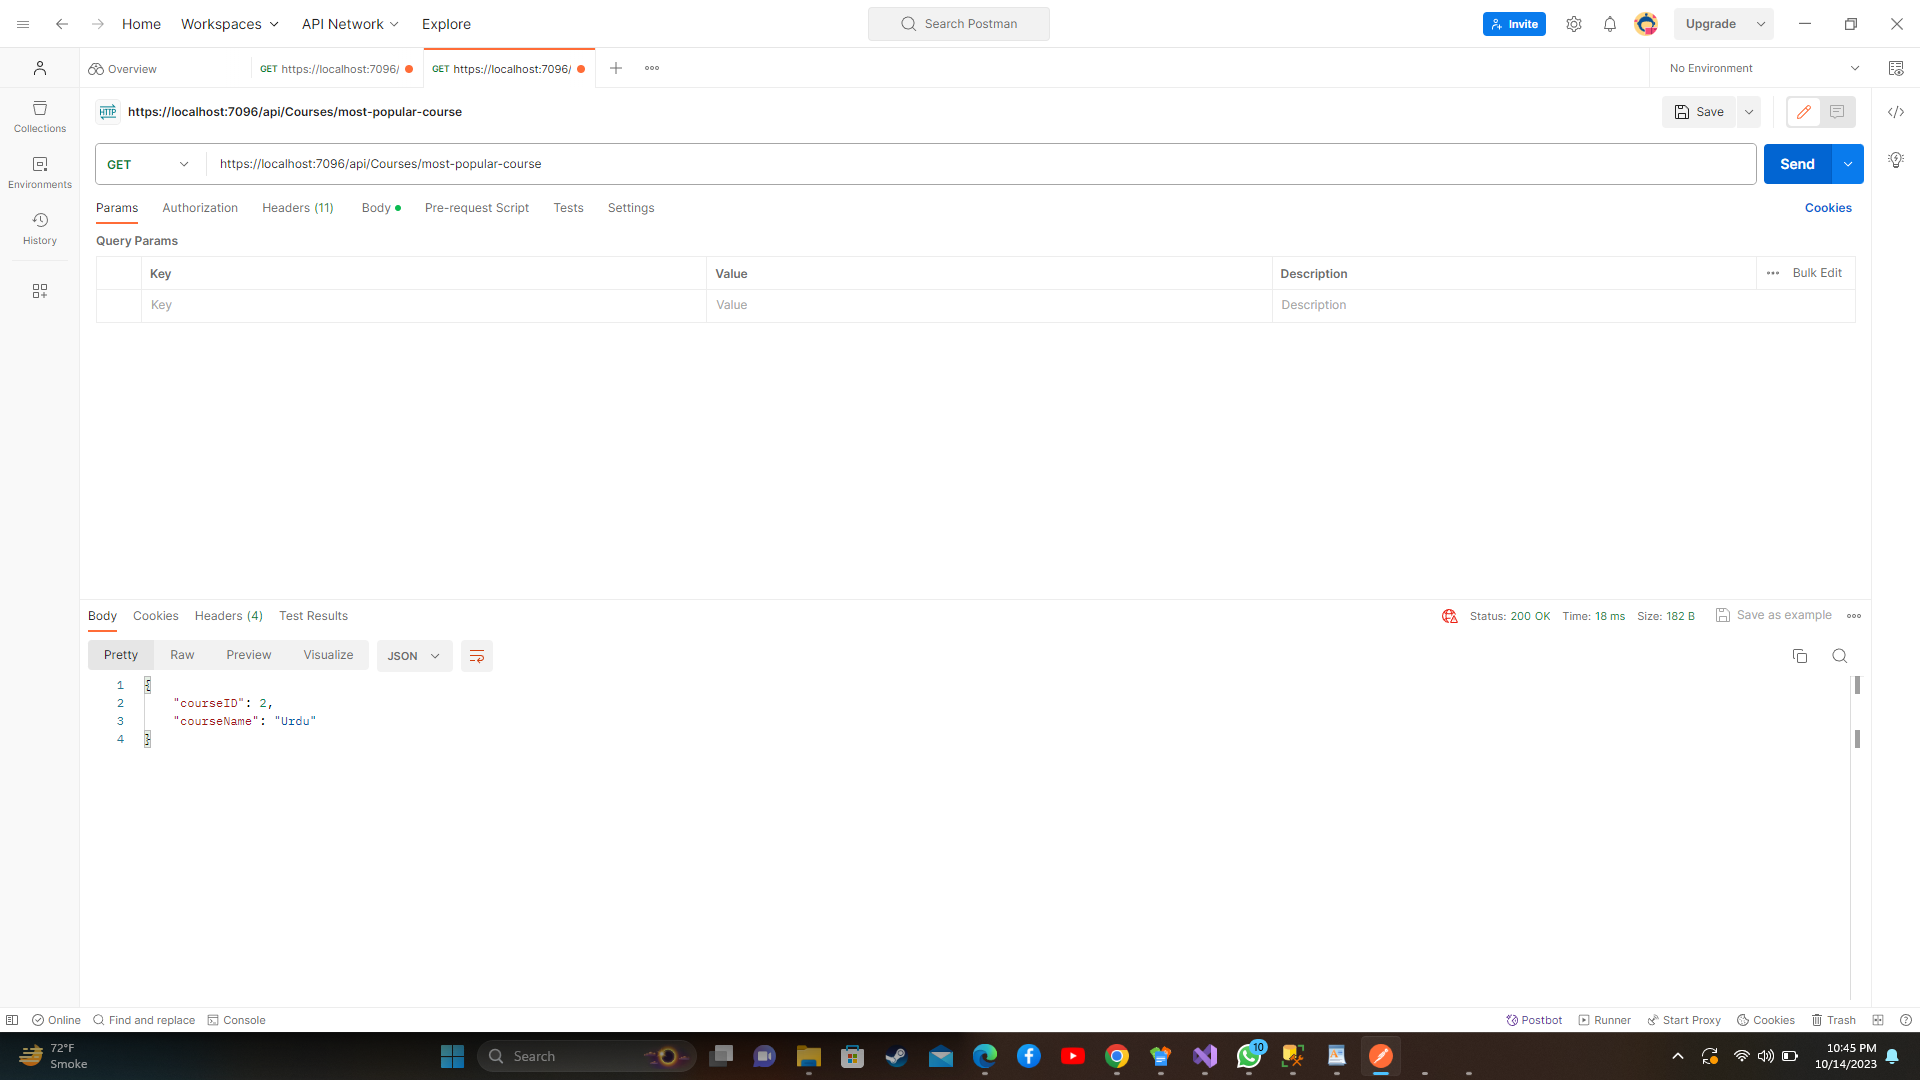 Home Workspaces API Network Explore Search Postman Invite Upgrade
Overview GET https://localhost:7096/ GET https://localhost:7096/ No Environment
HTTP https://localhost:7096/api/Courses/most-popular-course Save
GET https://localhost:7096/api/Courses/most-popular-course Send
Collections
Environments
History
Params Authorization Headers (11) Body Pre-request Script Tests Settings Cookies
Query Params
Key Value Description Bulk Edit
Key Value Description
Body Cookies Headers (4) Test Results Status: 200 OK Time: 18 ms Size: 182 B Save as example
Pretty Raw Preview Visualize JSON
1 {
2 "courseID": 2,
3 "courseName": "Urdu"
4 }
Online Find and replace Console Postbot Runner Start Proxy Cookies Trash
72°F
Smoke
Search
10
10:45 PM
10/14/2023